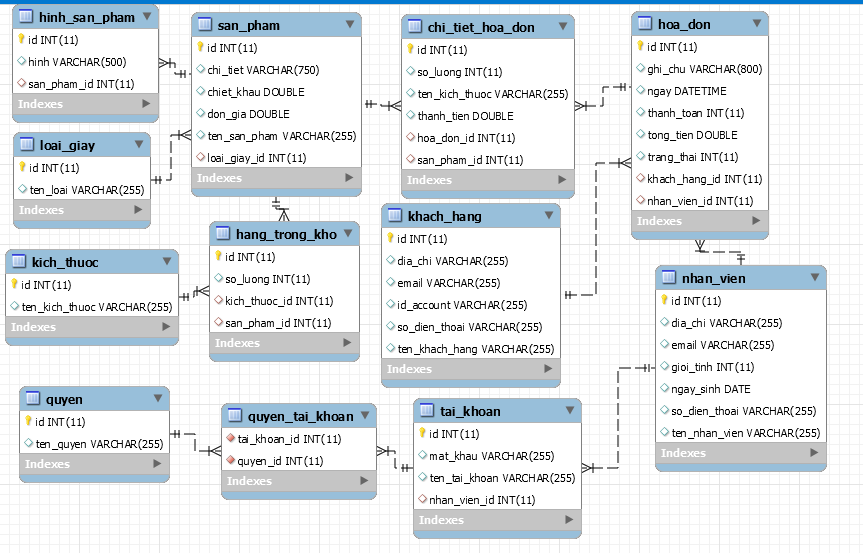 hinh_san_pham
id INT(11)
hinh VARCHAR(500)
san_pham_id INT(11)
Indexes
san_pham
id INT(11)
chi_tiet VARCHAR(750)
chiet_khau DOUBLE
don_gia DOUBLE
ten_san_pham VARCHAR(255)
loai_giay_id INT(11)
Indexes
chi_tiet_hoa_don
id INT(11)
so_luong INT(11)
ten_kich_thuoc VARCHAR(255)
thanh_tien DOUBLE
hoa_don_id INT(11)
san_pham_id INT(11)
Indexes
hoa_don
id INT(11)
ghi_chu VARCHAR(800)
ngay DATETIME
thanh_toan INT(11)
tong_tien DOUBLE
trang_thai INT(11)
khach_hang_id INT(11)
nhan_vien_id INT(11)
Indexes
loai_giay
id INT(11)
ten_loai VARCHAR(255)
Indexes
hang_trong_kho
id INT(11)
so_luong INT(11)
kich_thuoc_id INT(11)
san_pham_id INT(11)
Indexes
khach_hang
id INT(11)
dia_chi VARCHAR(255)
email VARCHAR(255)
id_account VARCHAR(255)
so_dien_thoai VARCHAR(255)
ten_khach_hang VARCHAR(255)
Indexes
kich_thuoc
id INT(11)
ten_kich_thuoc VARCHAR(255)
Indexes
nhan_vien
id INT(11)
dia_chi VARCHAR(255)
email VARCHAR(255)
gioi_tinh INT(11)
ngay_sinh DATE
so_dien_thoai VARCHAR(255)
ten_nhan_vien VARCHAR(255)
Indexes
quyen
id INT(11)
ten_quyen VARCHAR(255)
Indexes
quyen_tai_khoan
tai_khoan_id INT(11)
quyen_id INT(11)
Indexes
tai_khoan
id INT(11)
mat_khau VARCHAR(255)
ten_tai_khoan VARCHAR(255)
nhan_vien_id INT(11)
Indexes